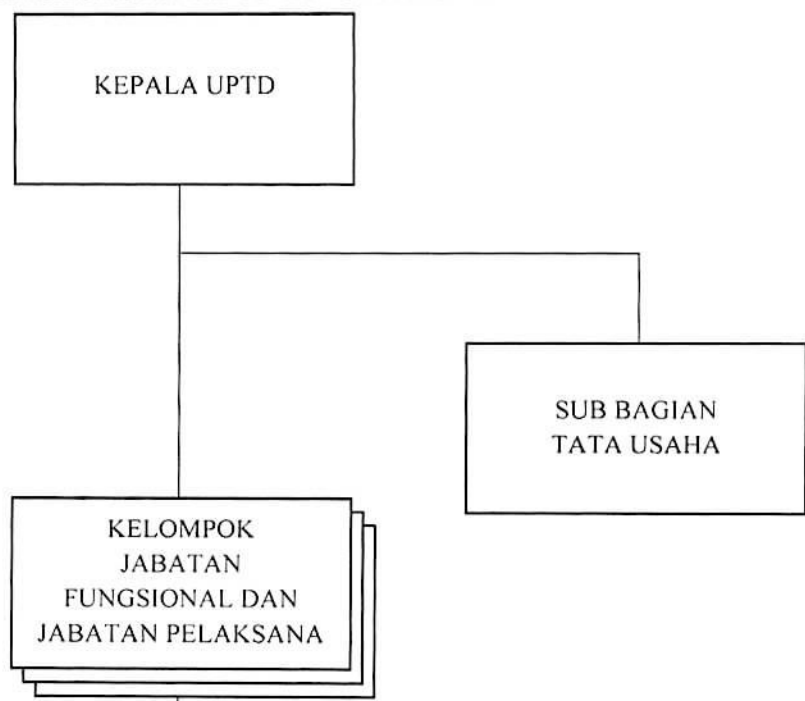 KEPALA UPTD
SUB BAGIAN
TATA USAHA
KELOMPOK
JABATAN
FUNGSIONAL DAN
JABATAN PELAKSANA